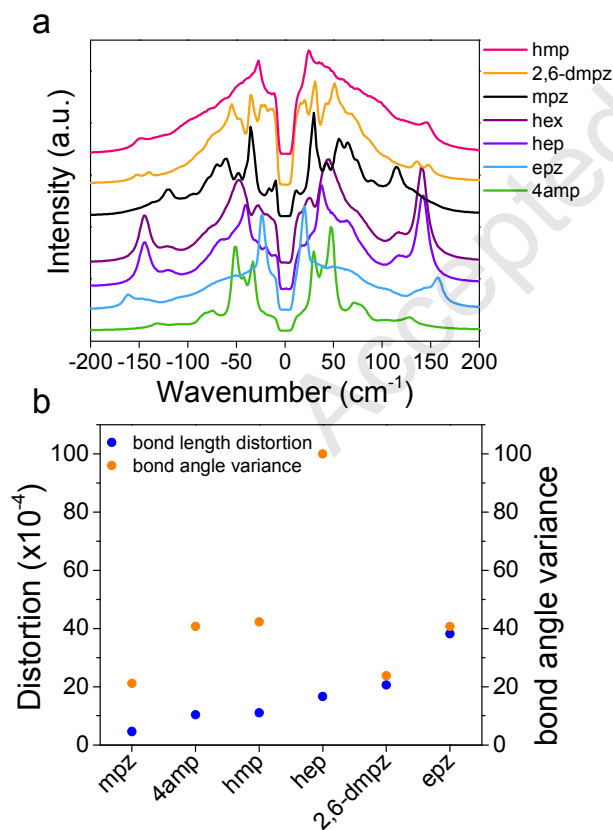 a
Intensity (a.u.)
hmp
2,6-dmpz
mpz
hex
hep
epz
4amp
-200 -150 -100 -50 0 50 100 150 200
Wavenumber (cm⁻¹)
Accepted
b
bond length distortion
bond angle variance
Distortion (x10⁻⁴)
100
80
60
40
20
0
100
80
60
40
20
0
bond angle variance
mpz
4amp
hmp
hep
2,6-dmpz
epz